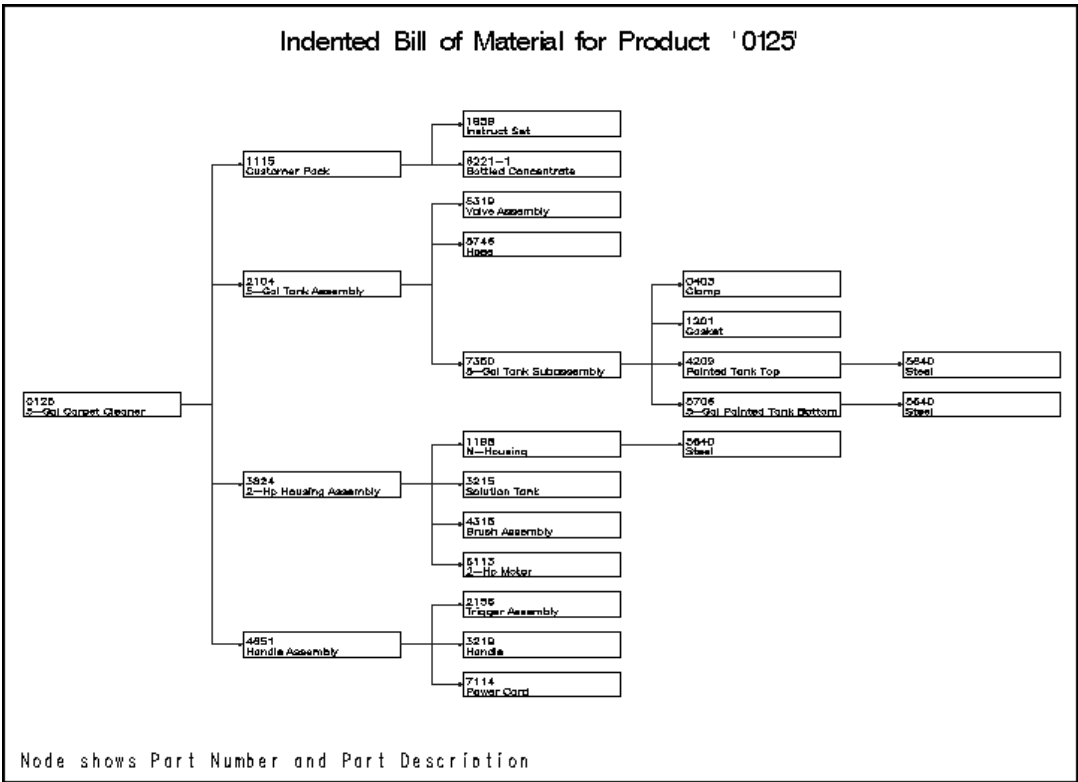 Indented Bill of Material for Product '0125'
1858
Instruct Set
1115
Customer Pack
6221-1
Bottled Concentrate
5319
Valve Assembly
5746
Hose
2104
5-Gal Tank Assembly
0403
Clamp
1201
Gasket
7350
5-Gal Tank Subassembly
4209
Painted Tank Top
5640
Steel
0125
5-Gal Carpet Cleaner
5706
5-Gal Painted Tank Bottom
5640
Steel
1188
N-Housing
5640
Steel
3824
2-Hp Housing Assembly
3215
Solution Tank
4316
Brush Assembly
6113
2-Hp Motor
2156
Trigger Assembly
4851
Handle Assembly
3219
Handle
7114
Power Cord
Node shows Part Number and Part Description